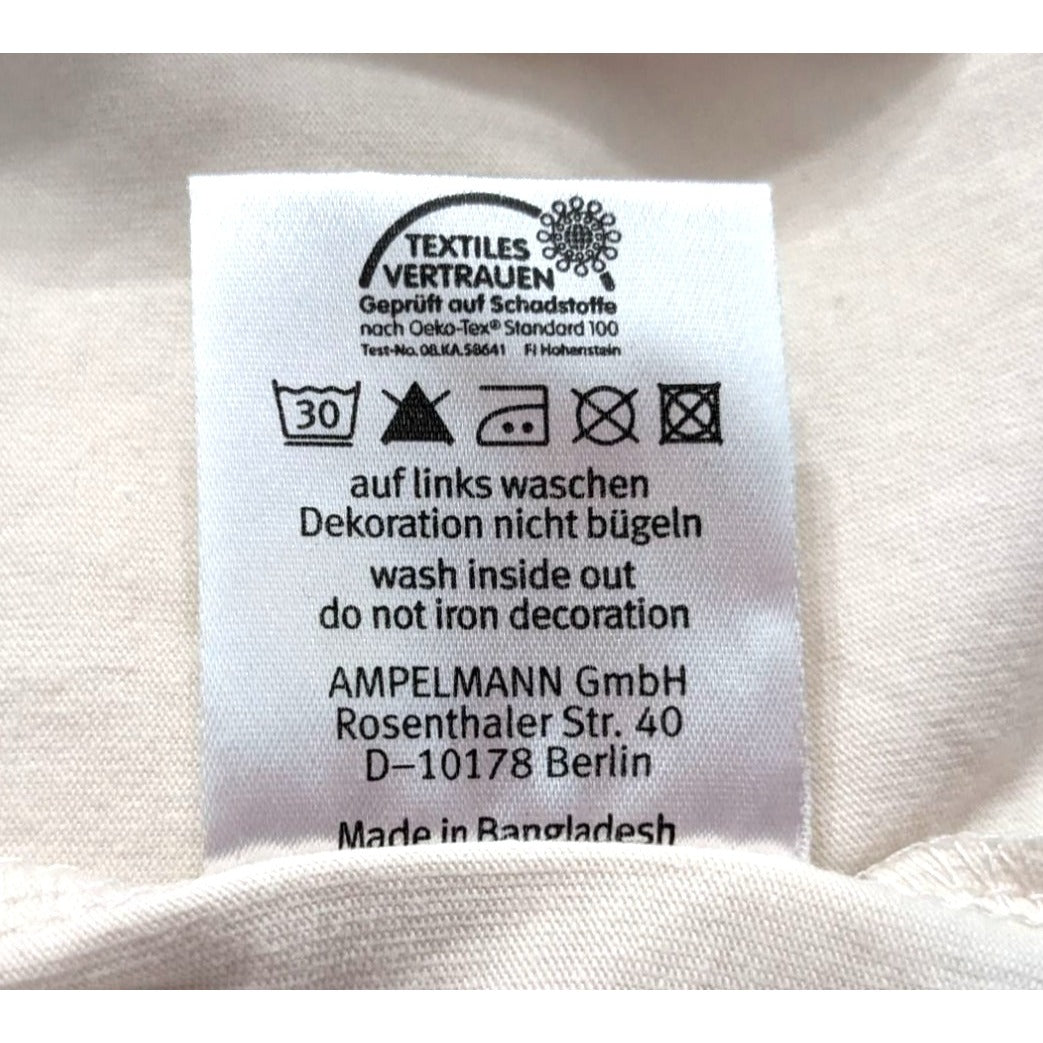 TEXTILES
VERTRAUEN
Geprüft auf Schadstoffe
nach Oeko-Tex® Standard 100
Test-No. 08.KA.58641 FI Hohenstein
30
auf links waschen
Dekoration nicht bügeln
wash inside out
do not iron decoration
AMPELMANN GmbH
Rosenthaler Str. 40
D–10178 Berlin
Made in Bangladesh